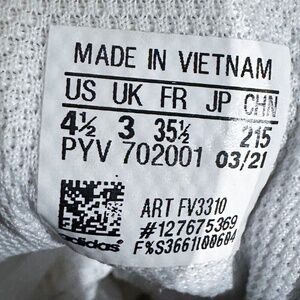 MADE IN VIETNAM
US UK FR JP CHN
4½ 3 35½ 215
PYV 702001 03/21
ART FV3310
#127675369
adidas® F%S3661I00604